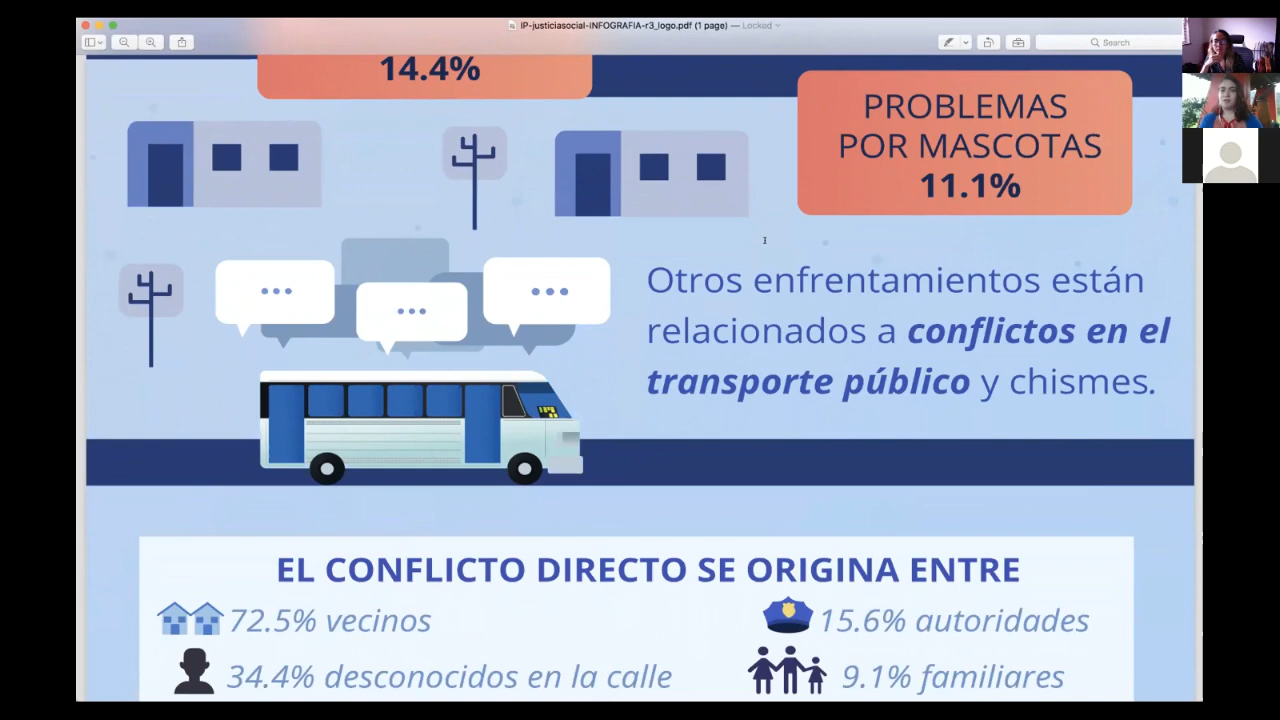 IP-justiciasocial-INFOGRAFIA-r3_logo.pdf (1 page) — Locked
Search
14.4%
PROBLEMAS
POR MASCOTAS
11.1%
Otros enfrentamientos están
relacionados a conflictos en el
transporte público y chismes.
EL CONFLICTO DIRECTO SE ORIGINA ENTRE
72.5% vecinos
15.6% autoridades
34.4% desconocidos en la calle
9.1% familiares